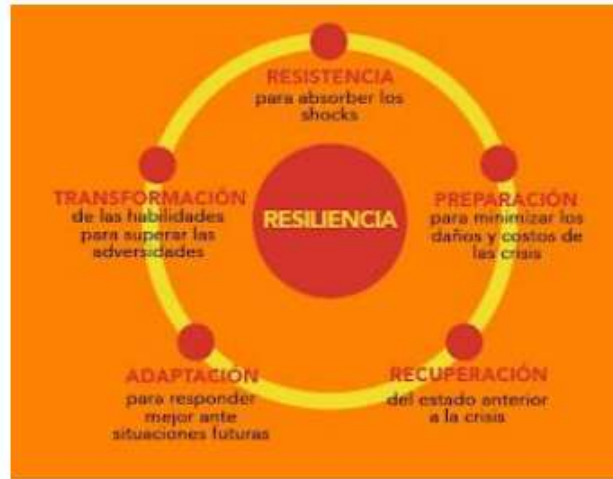 RESISTENCIA
para absorber los
shocks
TRANSFORMACIÓN
de las habilidades
para superar las
adversidades
RESILIENCIA
PREPARACIÓN
para minimizar los
daños y costos de
las crisis
ADAPTACIÓN
para responder
mejor ante
situaciones futuras
RECUPERACIÓN
del estado anterior
a la crisis